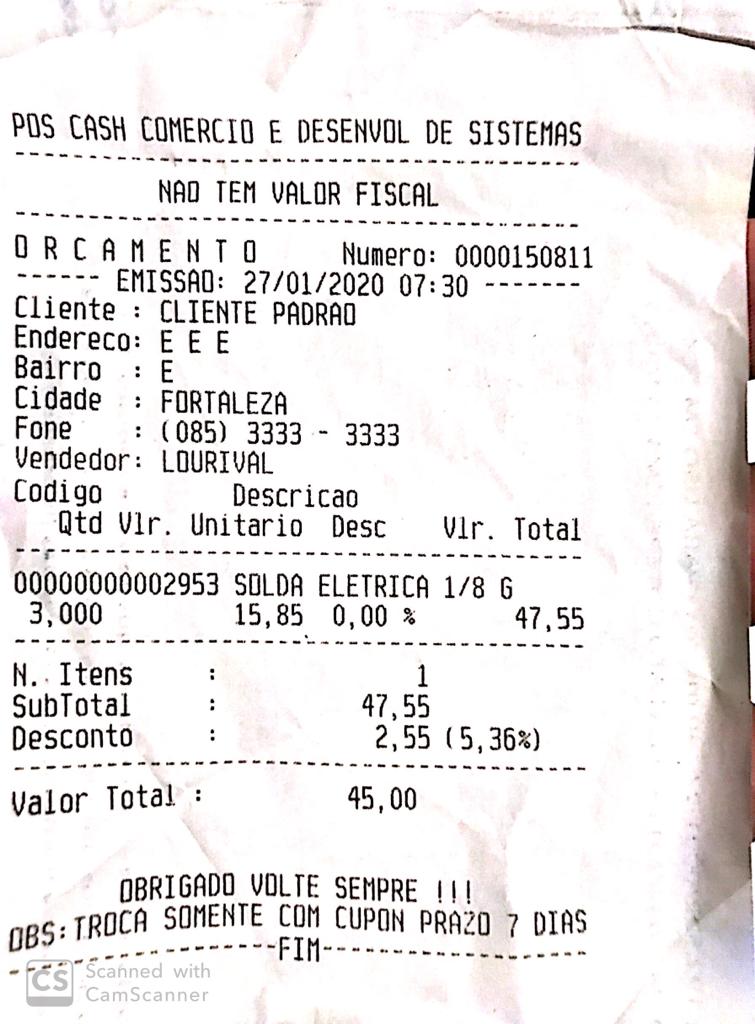 POS CASH COMERCIO E DESENVOL DE SISTEMAS
NAO TEM VALOR FISCAL
O R C A M E N T O Numero: 0000150811
------ EMISSAO: 27/01/2020 07:30 -------
Cliente : CLIENTE PADRAO
Endereco: E E E
Bairro : E
Cidade : FORTALEZA
Fone : (085) 3333 - 3333
Vendedor: LOURIVAL
Codigo Descricao
Qtd Vlr. Unitario Desc Vlr. Total
00000000002953 SOLDA ELETRICA 1/8 G
3,000 15,85 0,00 % 47,55
N. Itens : 1
SubTotal : 47,55
Desconto : 2,55 (5,36%)
Valor Total : 45,00
OBRIGADO VOLTE SEMPRE !!!
OBS:TROCA SOMENTE COM CUPON PRAZO 7 DIAS
-------------------FIM-------------------
CS Scanned with
CamScanner